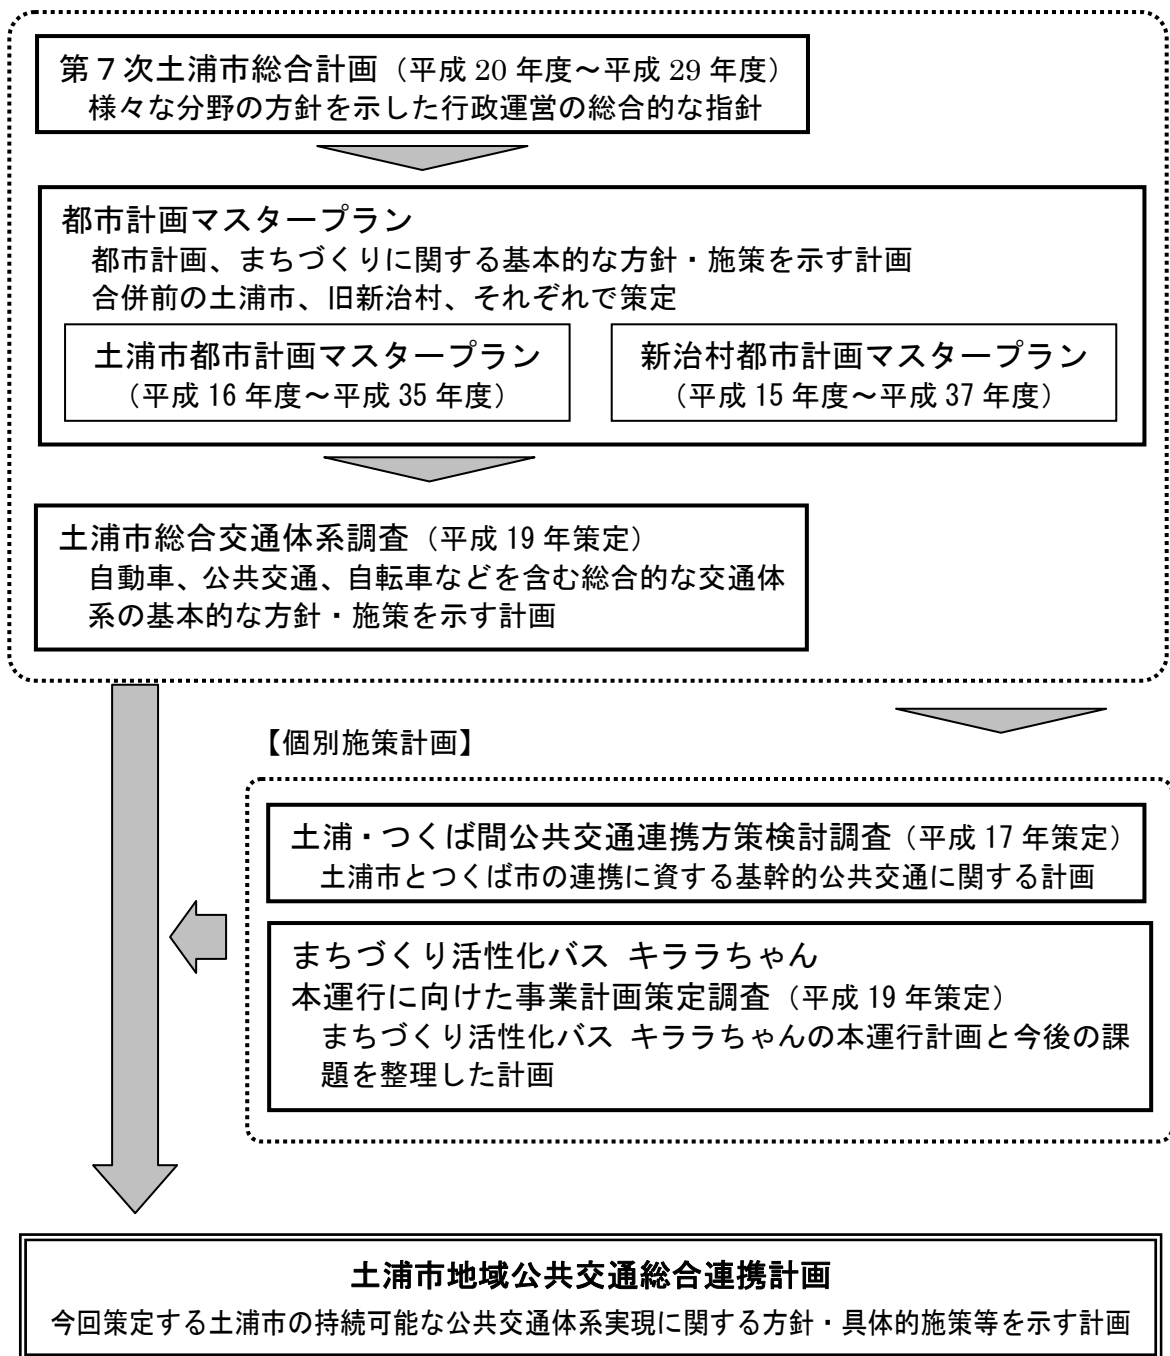 第７次土浦市総合計画（平成 20 年度～平成 29 年度）
様々な分野の方針を示した行政運営の総合的な指針
都市計画マスタープラン
都市計画、まちづくりに関する基本的な方針・施策を示す計画
合併前の土浦市、旧新治村、それぞれで策定
土浦市都市計画マスタープラン
（平成 16 年度～平成 35 年度）
新治村都市計画マスタープラン
（平成 15 年度～平成 37 年度）
土浦市総合交通体系調査（平成 19 年策定）
自動車、公共交通、自転車などを含む総合的な交通体
系の基本的な方針・施策を示す計画
【個別施策計画】
土浦・つくば間公共交通連携方策検討調査（平成 17 年策定）
土浦市とつくば市の連携に資する基幹的公共交通に関する計画
まちづくり活性化バス キララちゃん
本運行に向けた事業計画策定調査（平成 19 年策定）
まちづくり活性化バス キララちゃんの本運行計画と今後の課
題を整理した計画
土浦市地域公共交通総合連携計画
今回策定する土浦市の持続可能な公共交通体系実現に関する方針・具体的施策等を示す計画